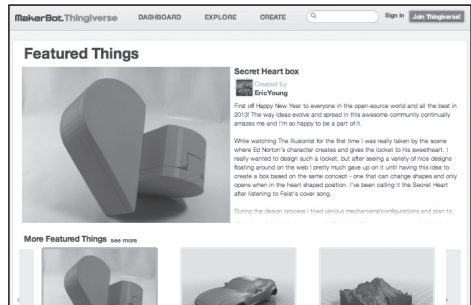 MakerBot Thingiverse DASHBOARD EXPLORE CREATE Sign in Join Thingiverse!
Featured Things
Secret Heart box
Created by
EricYoung
First off Happy New Year to everyone in the open-source world and all the best in
2013! The way ideas evolve and spread in this awesome community continually
amazes me and I'm so happy to be a part of it.
While watching The Illusionist for the first time I was really taken by the scene
where Ed Norton's character creates and gives the locket to his sweetheart. I
really wanted to design such a locket, but after seeing a variety of nice designs
floating around on the web I pretty much gave up on it until having this idea to
create a box based on the same concept - one that can change shapes and only
opens when in the heart shaped position. I've been calling it the Secret Heart
after listening to Feist's cover song.
During the design process I tried various mechanisms/configurations and plan to
More Featured Things see more